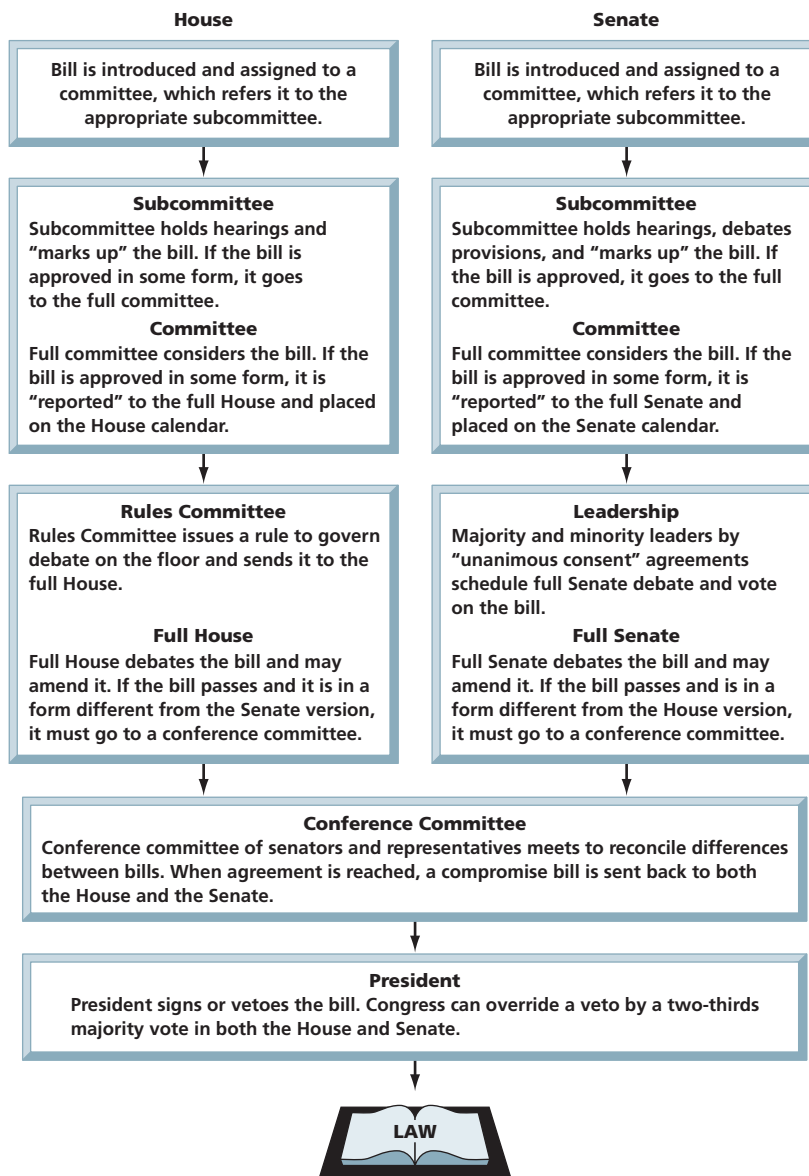 House
Bill is introduced and assigned to a
committee, which refers it to the
appropriate subcommittee.
Subcommittee
Subcommittee holds hearings and
“marks up” the bill. If the bill is
approved in some form, it goes
to the full committee.
Committee
Full committee considers the bill. If the
bill is approved in some form, it is
“reported” to the full House and placed
on the House calendar.
Rules Committee
Rules Committee issues a rule to govern
debate on the floor and sends it to the
full House.
Full House
Full House debates the bill and may
amend it. If the bill passes and it is in a
form different from the Senate version,
it must go to a conference committee.
Senate
Bill is introduced and assigned to a
committee, which refers it to the
appropriate subcommittee.
Subcommittee
Subcommittee holds hearings, debates
provisions, and “marks up” the bill. If
the bill is approved, it goes to the full
committee.
Committee
Full committee considers the bill. If the
bill is approved in some form, it is
“reported” to the full Senate and
placed on the Senate calendar.
Leadership
Majority and minority leaders by
“unanimous consent” agreements
schedule full Senate debate and vote
on the bill.
Full Senate
Full Senate debates the bill and may
amend it. If the bill passes and is in a
form different from the House version,
it must go to a conference committee.
Conference Committee
Conference committee of senators and representatives meets to reconcile differences
between bills. When agreement is reached, a compromise bill is sent back to both
the House and the Senate.
President
President signs or vetoes the bill. Congress can override a veto by a two-thirds
majority vote in both the House and Senate.
LAW